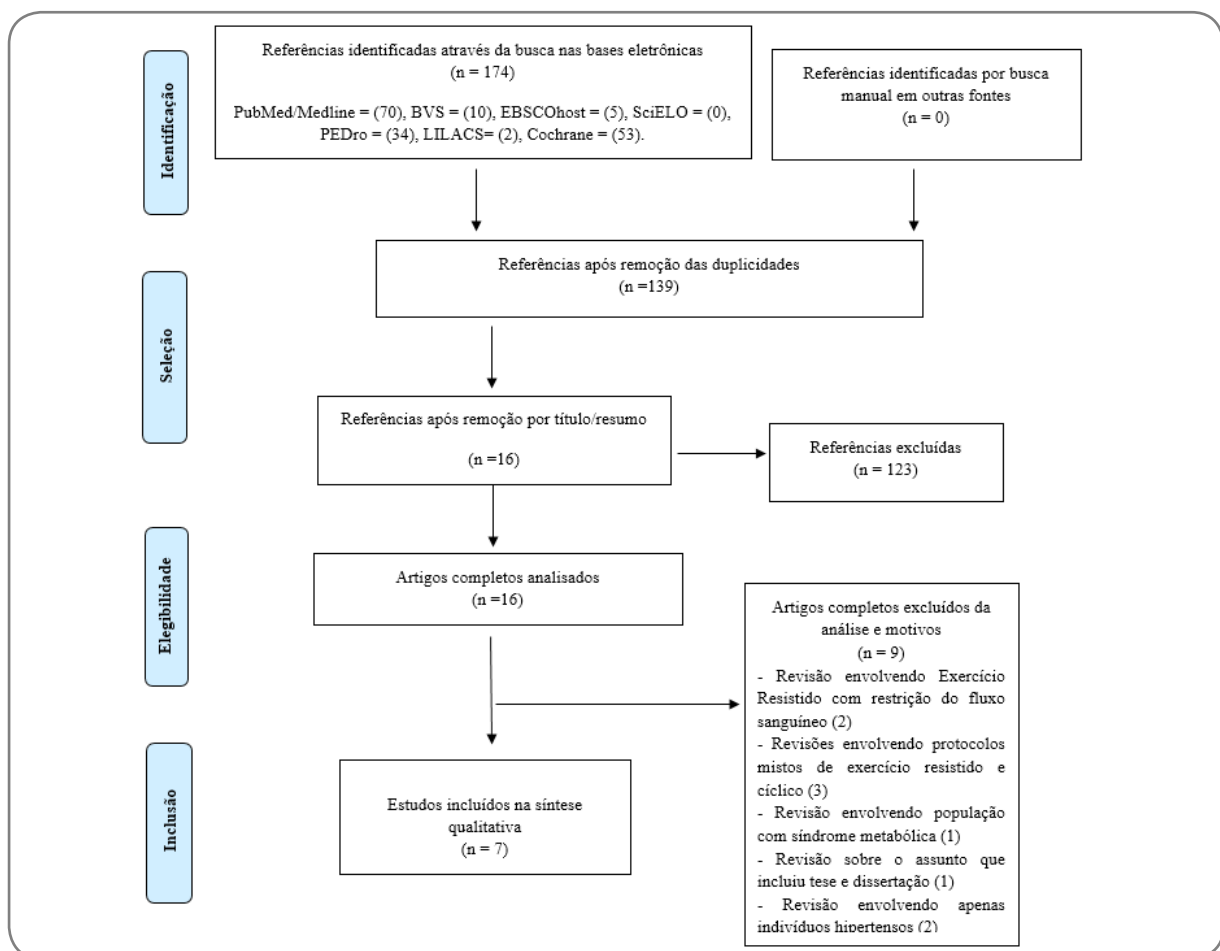 Identificação
Referências identificadas através da busca nas bases eletrônicas
(n = 174)
PubMed/Medline = (70), BVS = (10), EBSCOhost = (5), SciELO = (0),
PEDro = (34), LILACS= (2), Cochrane = (53).
Referências identificadas por busca
manual em outras fontes
(n = 0)
Seleção
Referências após remoção das duplicidades
(n =139)
Referências após remoção por título/resumo
(n =16)
Referências excluídas
(n = 123)
Elegibilidade
Artigos completos analisados
(n =16)
Artigos completos excluídos da
análise e motivos
(n = 9)
- Revisão envolvendo Exercício
Resistido com restrição do fluxo
sanguíneo (2)
- Revisões envolvendo protocolos
mistos de exercício resistido e
cíclico (3)
- Revisão envolvendo população
com síndrome metabólica (1)
- Revisão sobre o assunto que
incluiu tese e dissertação (1)
- Revisão envolvendo apenas
indivíduos hipertensos (2)
Inclusão
Estudos incluídos na síntese
qualitativa
(n = 7)